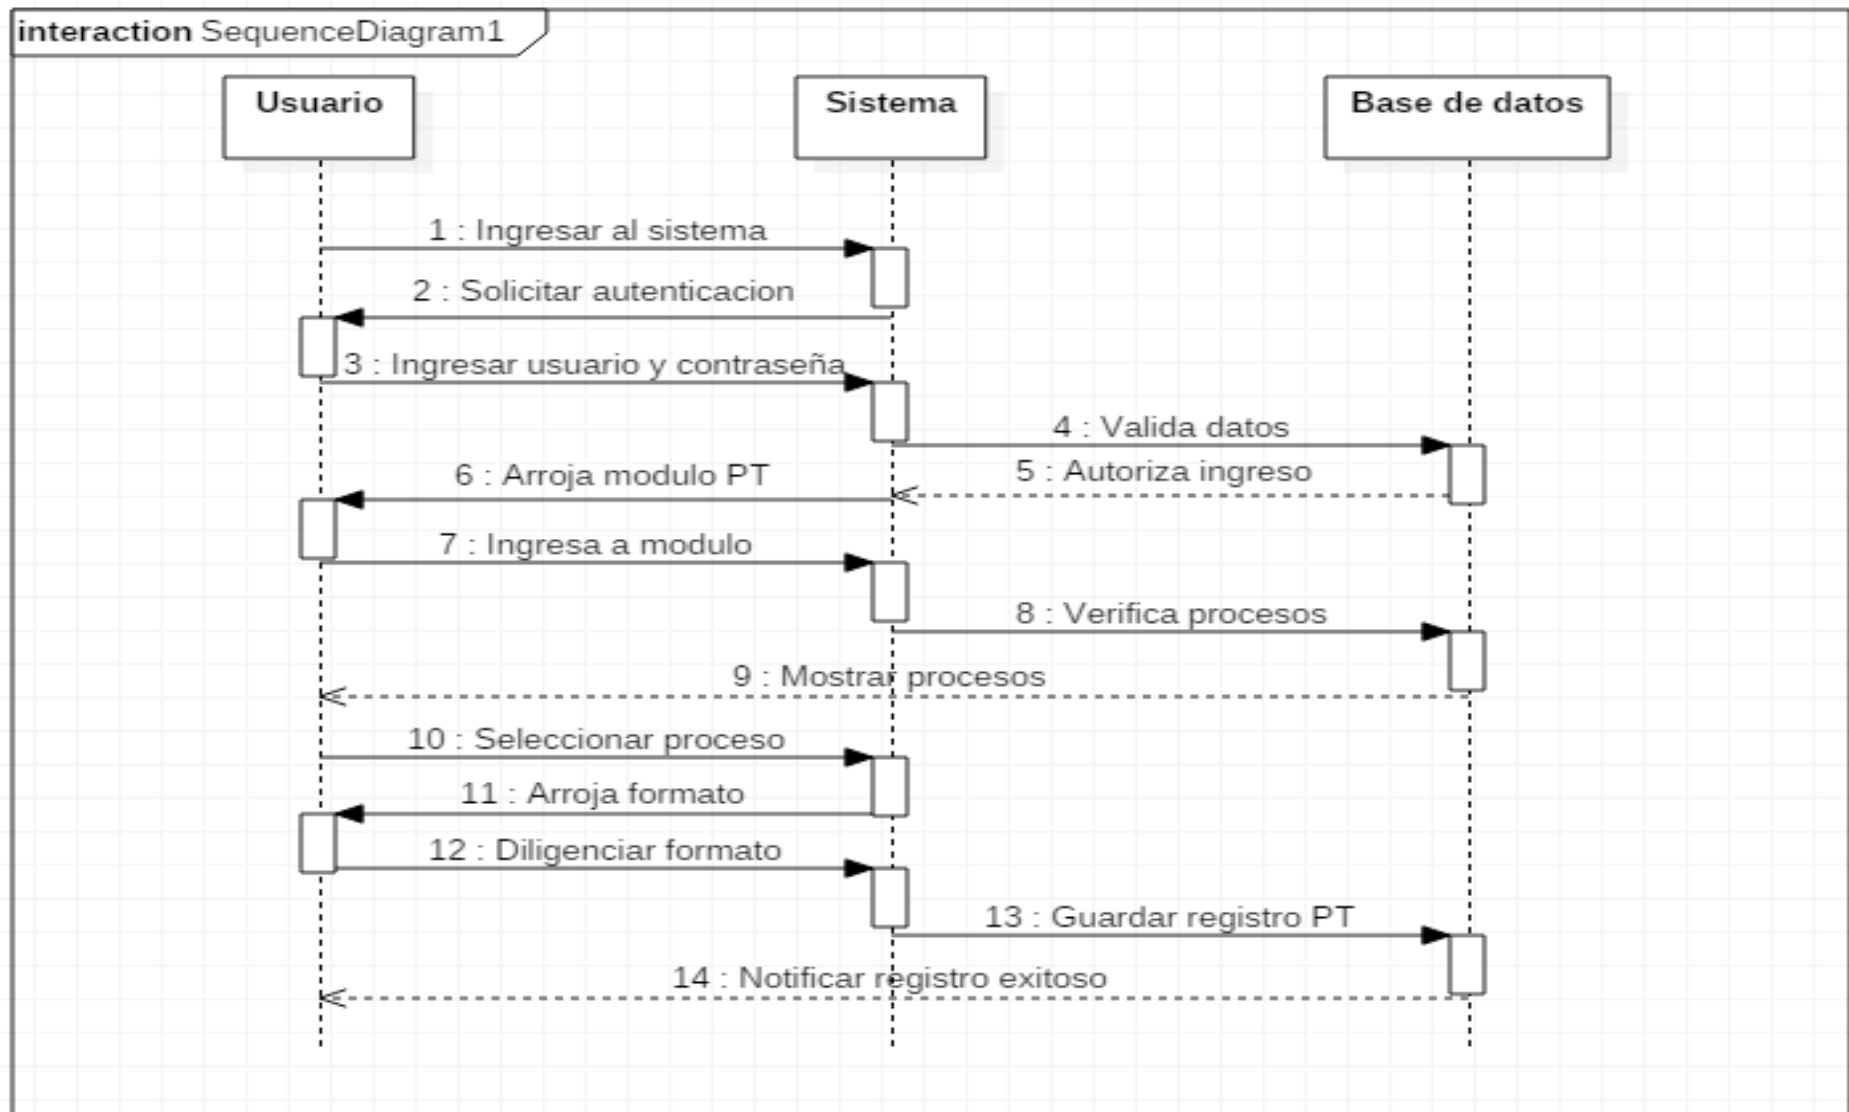 interaction SequenceDiagram1
Usuario
Sistema
Base de datos
1 : Ingresar al sistema
2 : Solicitar autenticacion
3 : Ingresar usuario y contraseña
4 : Valida datos
5 : Autoriza ingreso
6 : Arroja modulo PT
7 : Ingresa a modulo
8 : Verifica procesos
9 : Mostrar procesos
10 : Seleccionar proceso
11 : Arroja formato
12 : Diligenciar formato
13 : Guardar registro PT
14 : Notificar registro exitoso